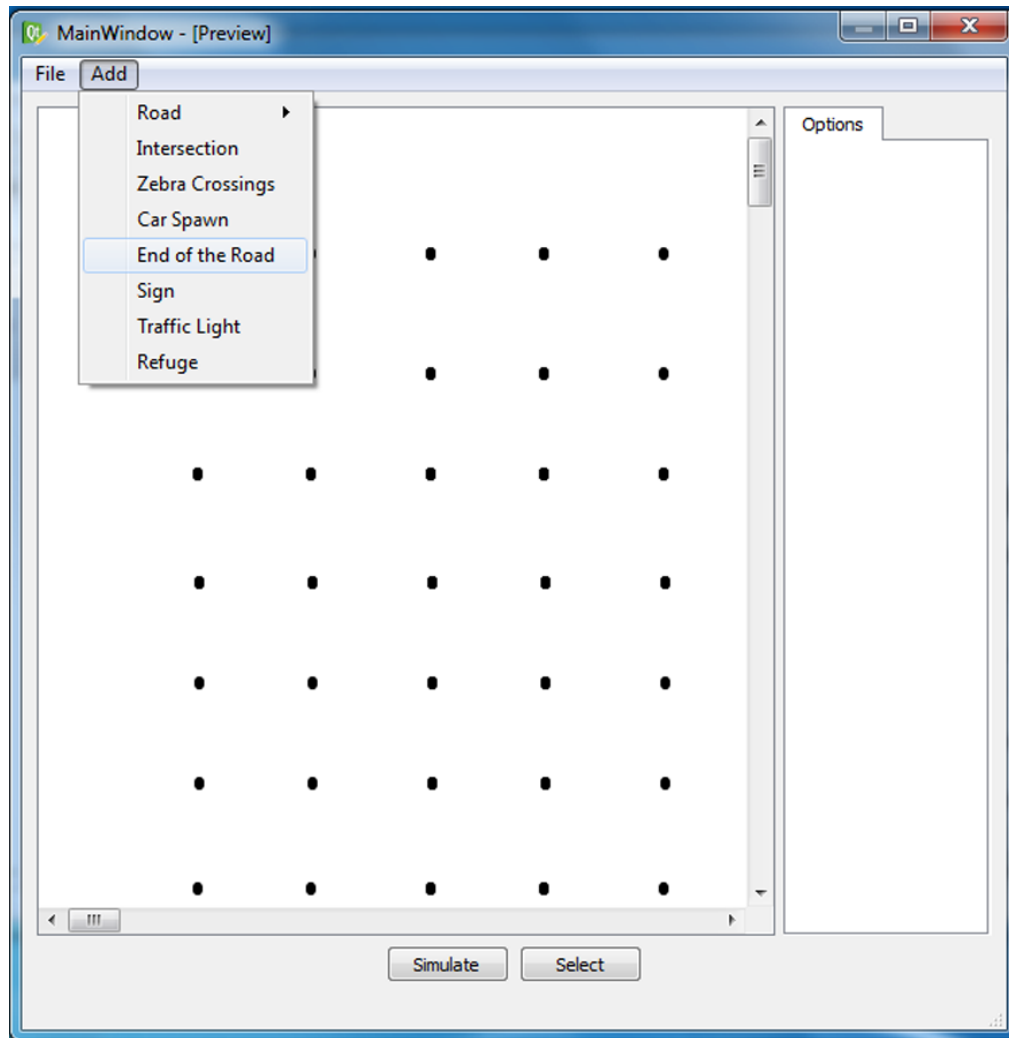 MainWindow - [Preview]
File Add
Road
Intersection
Zebra Crossings
Car Spawn
End of the Road
Sign
Traffic Light
Refuge
Options
Simulate Select